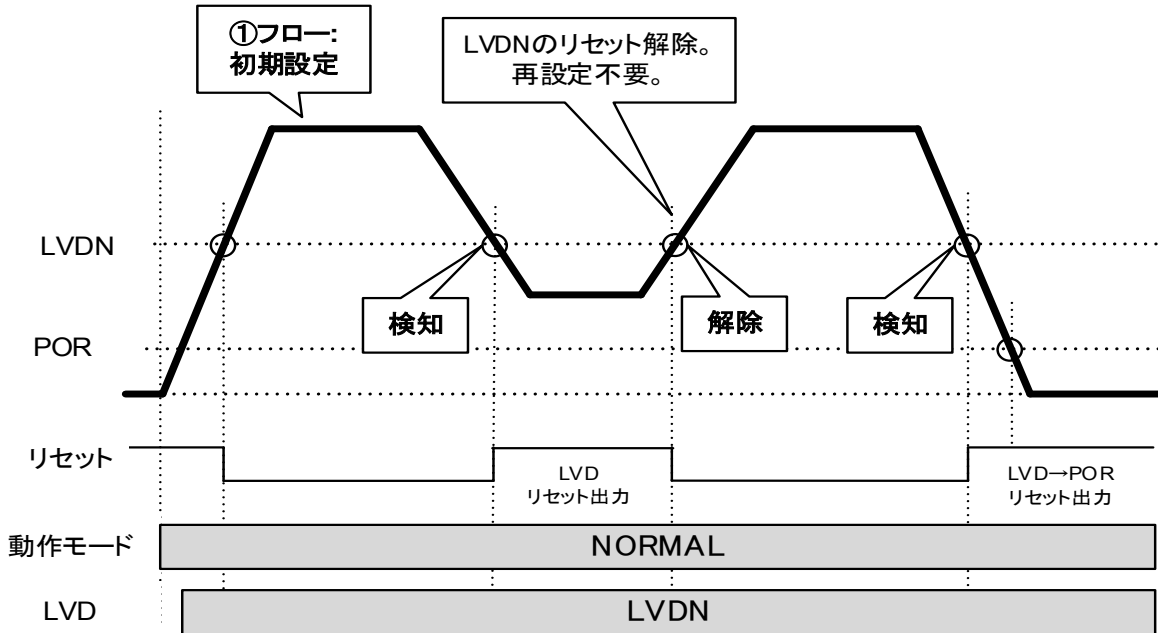 ①フロー:
初期設定
LVDNのリセット解除。
再設定不要。
LVDN
検知
解除
検知
POR
リセット
LVD
リセット出力
LVD→POR
リセット出力
動作モード
NORMAL
LVD
LVDN